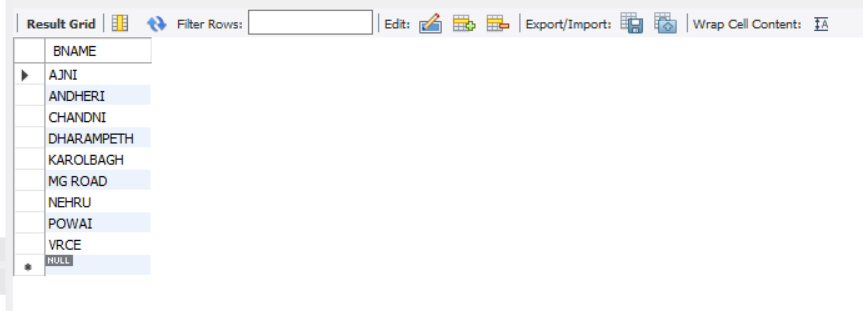 Result Grid Filter Rows: Edit: Export/Import: Wrap Cell Content: IA
BNAME
AJNI
ANDHERI
CHANDNI
DHARAMPETH
KAROLBAGH
MG ROAD
NEHRU
POWAI
VRCE
NULL